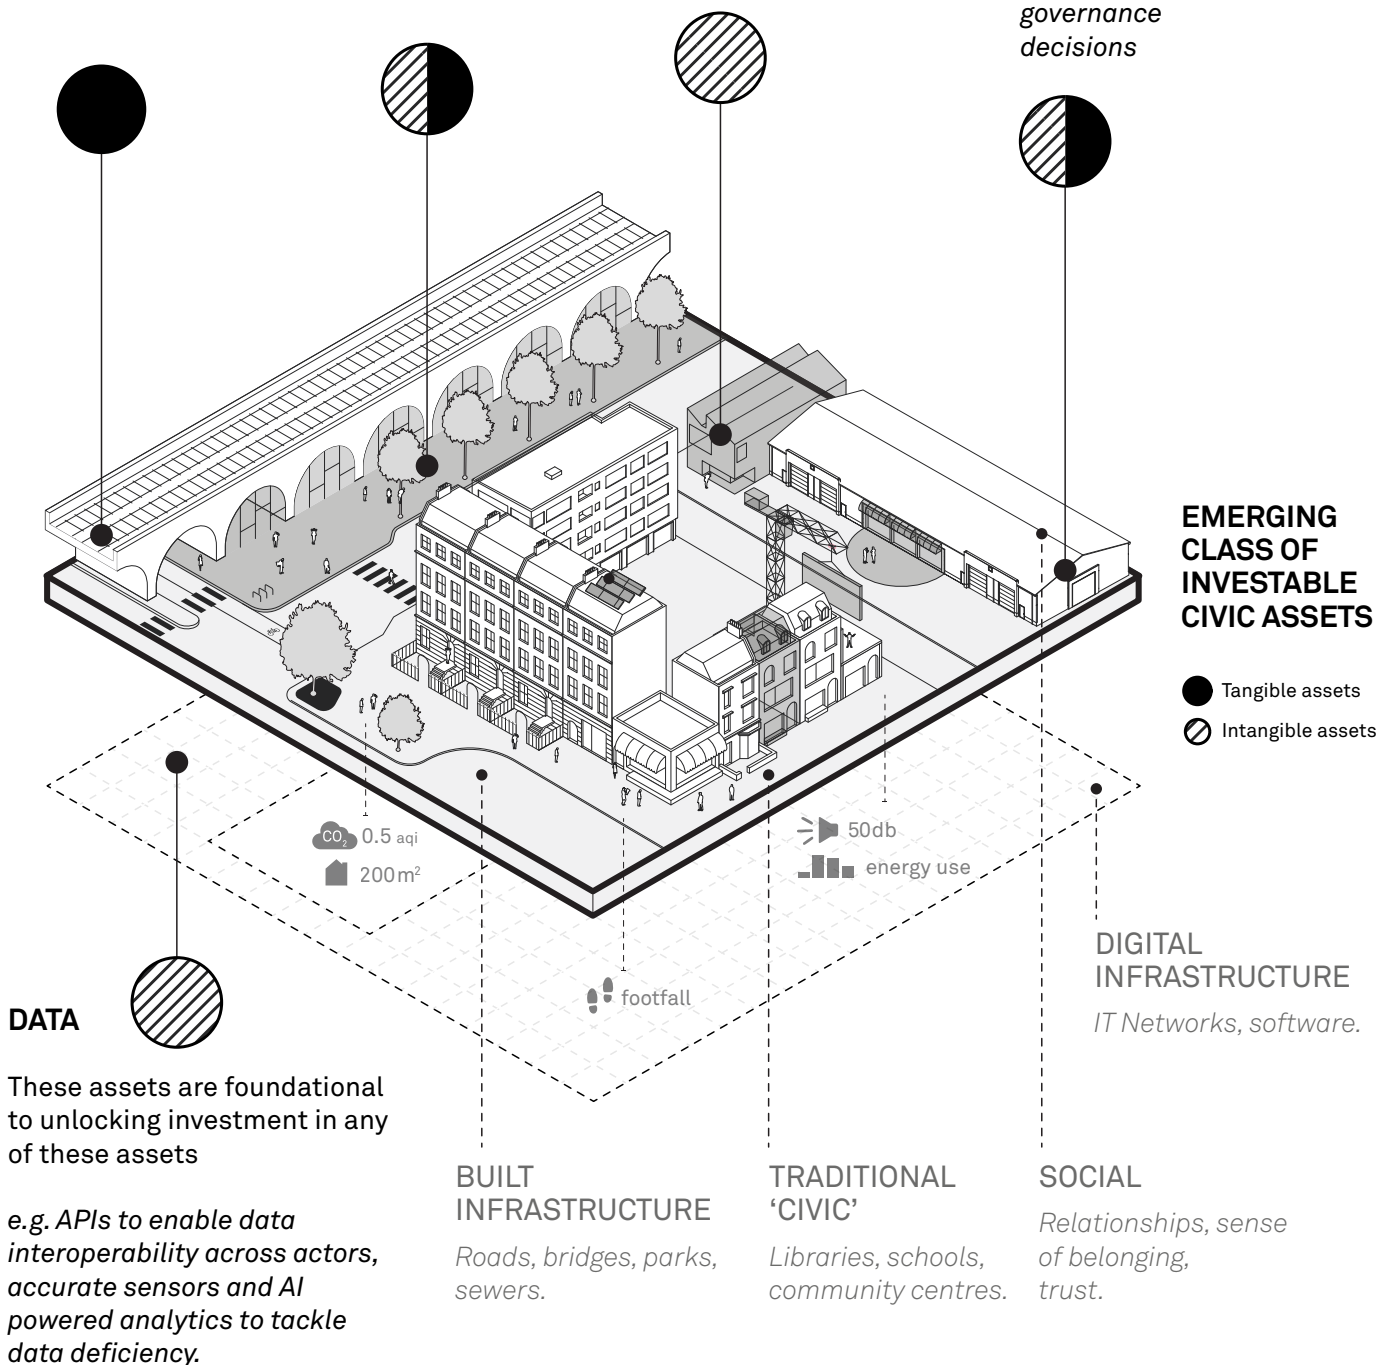 governance
decisions
EMERGING
CLASS OF
INVESTABLE
CIVIC ASSETS
Tangible assets
Intangible assets
CO2 0.5 aqi
200m²
50db
energy use
footfall
DIGITAL
INFRASTRUCTURE
IT Networks, software.
DATA
These assets are foundational
to unlocking investment in any
of these assets
e.g. APIs to enable data
interoperability across actors,
accurate sensors and AI
powered analytics to tackle
data deficiency.
BUILT
INFRASTRUCTURE
Roads, bridges, parks,
sewers.
TRADITIONAL
‘CIVIC’
Libraries, schools,
community centres.
SOCIAL
Relationships, sense
of belonging,
trust.